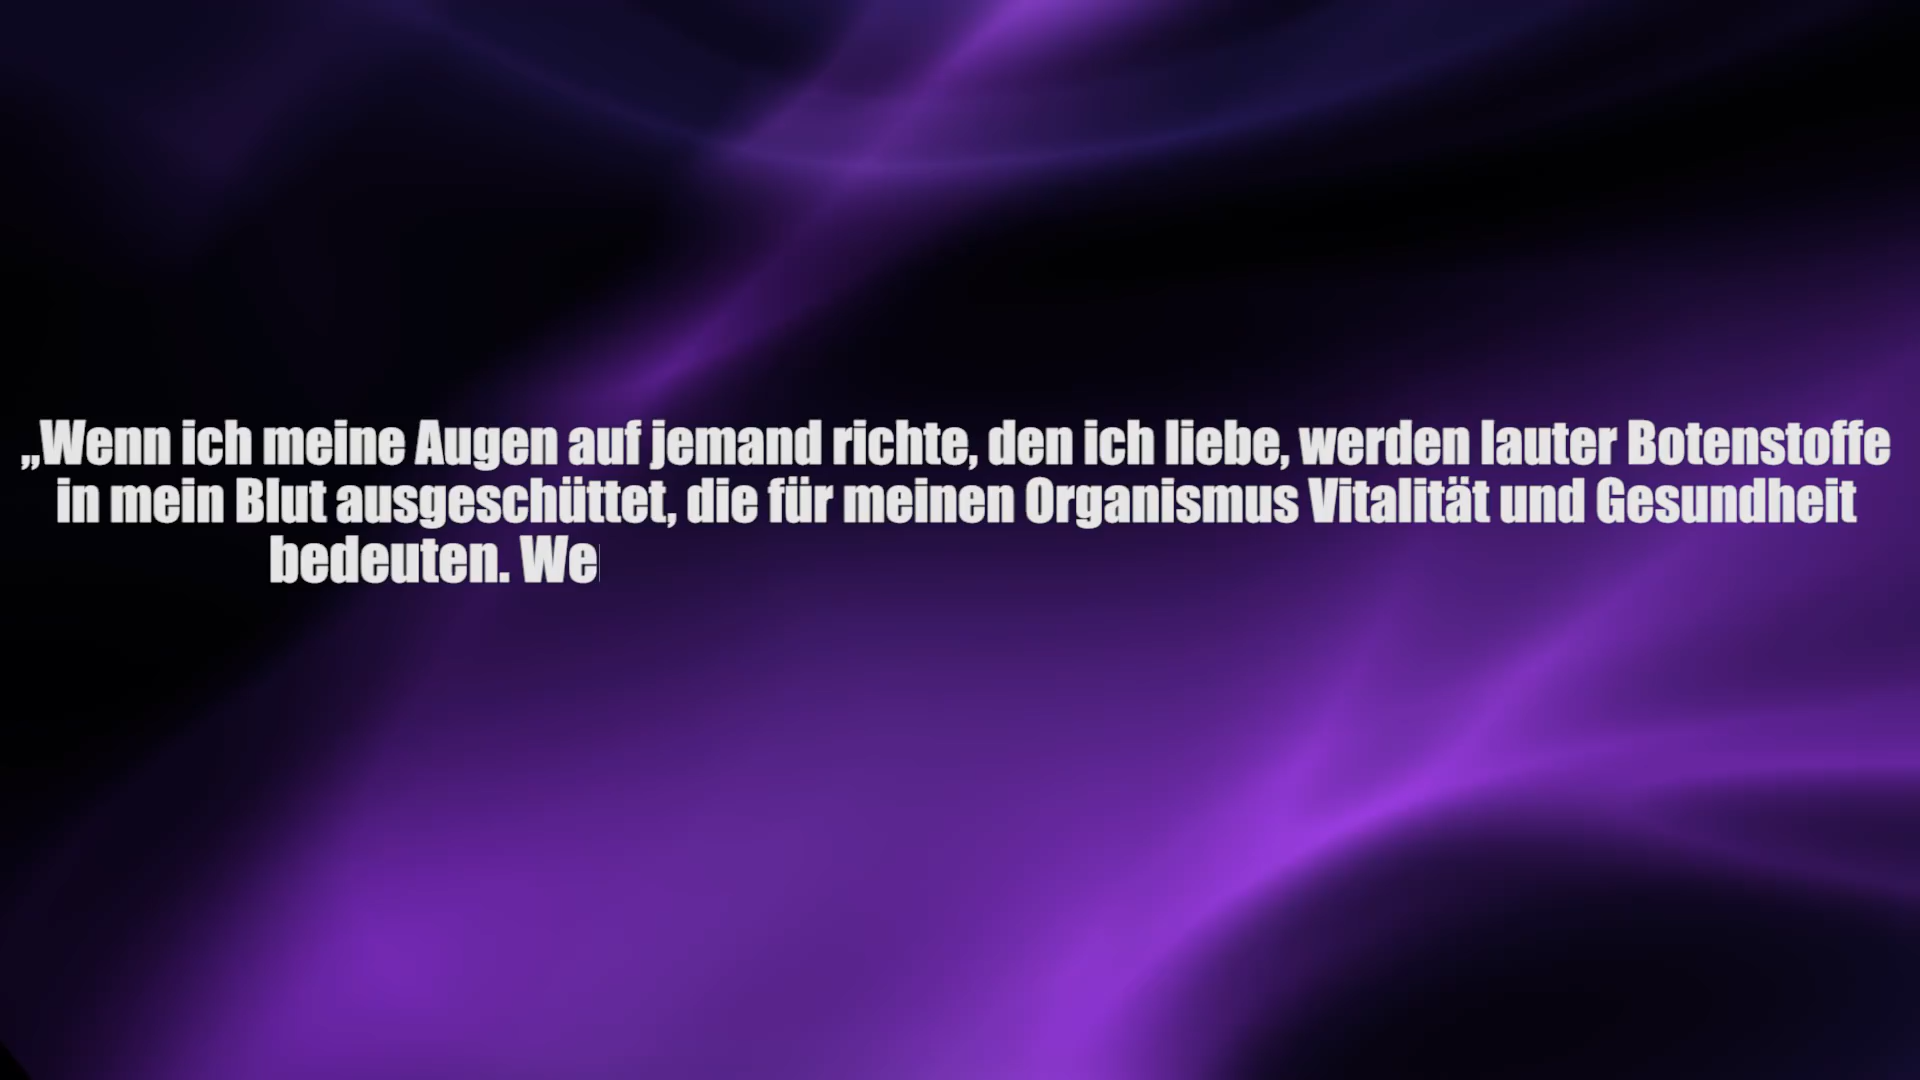 „Wenn ich meine Augen auf jemand richte, den ich liebe, werden lauter Botenstoffe
in mein Blut ausgeschüttet, die für meinen Organismus Vitalität und Gesundheit
bedeuten. We